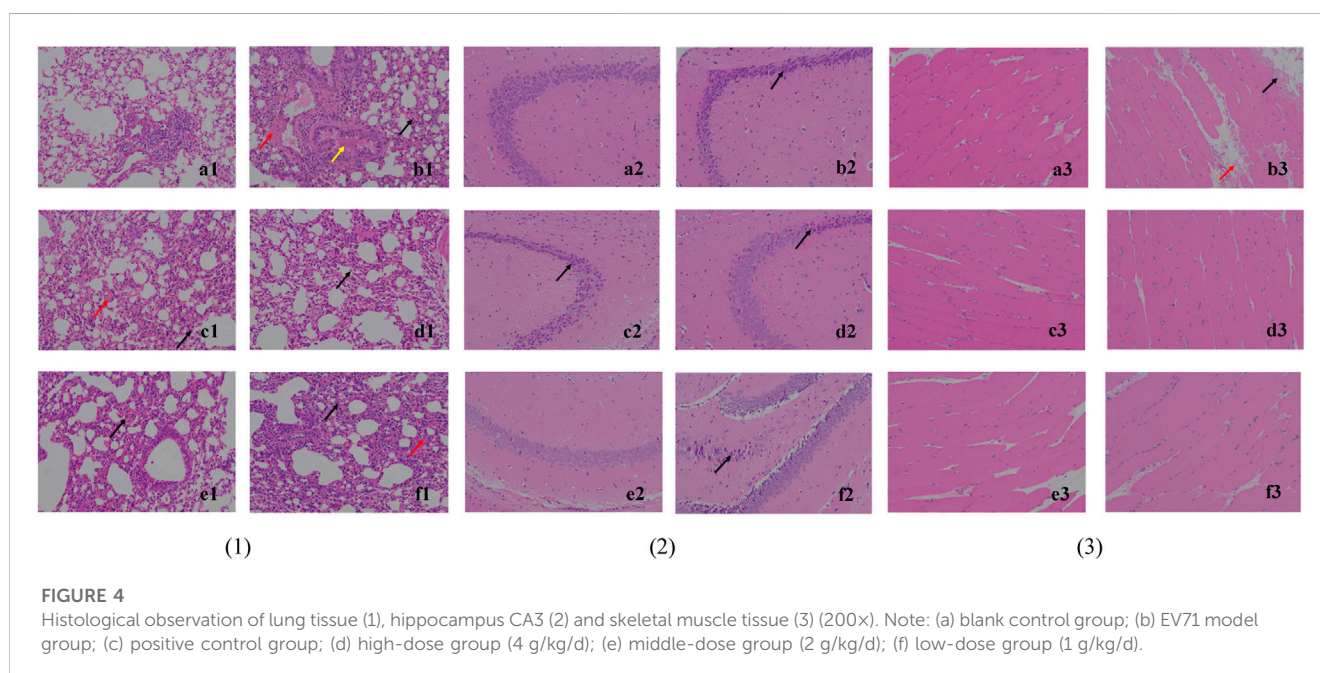 a1 b1 a2 b2 a3 b3
c1 d1 c2 d2 c3 d3
e1 f1 e2 f2 e3 f3
(1) (2) (3)
FIGURE 4
Histological observation of lung tissue (1), hippocampus CA3 (2) and skeletal muscle tissue (3) (200×). Note: (a) blank control group; (b) EV71 model
group; (c) positive control group; (d) high-dose group (4 g/kg/d); (e) middle-dose group (2 g/kg/d); (f) low-dose group (1 g/kg/d).